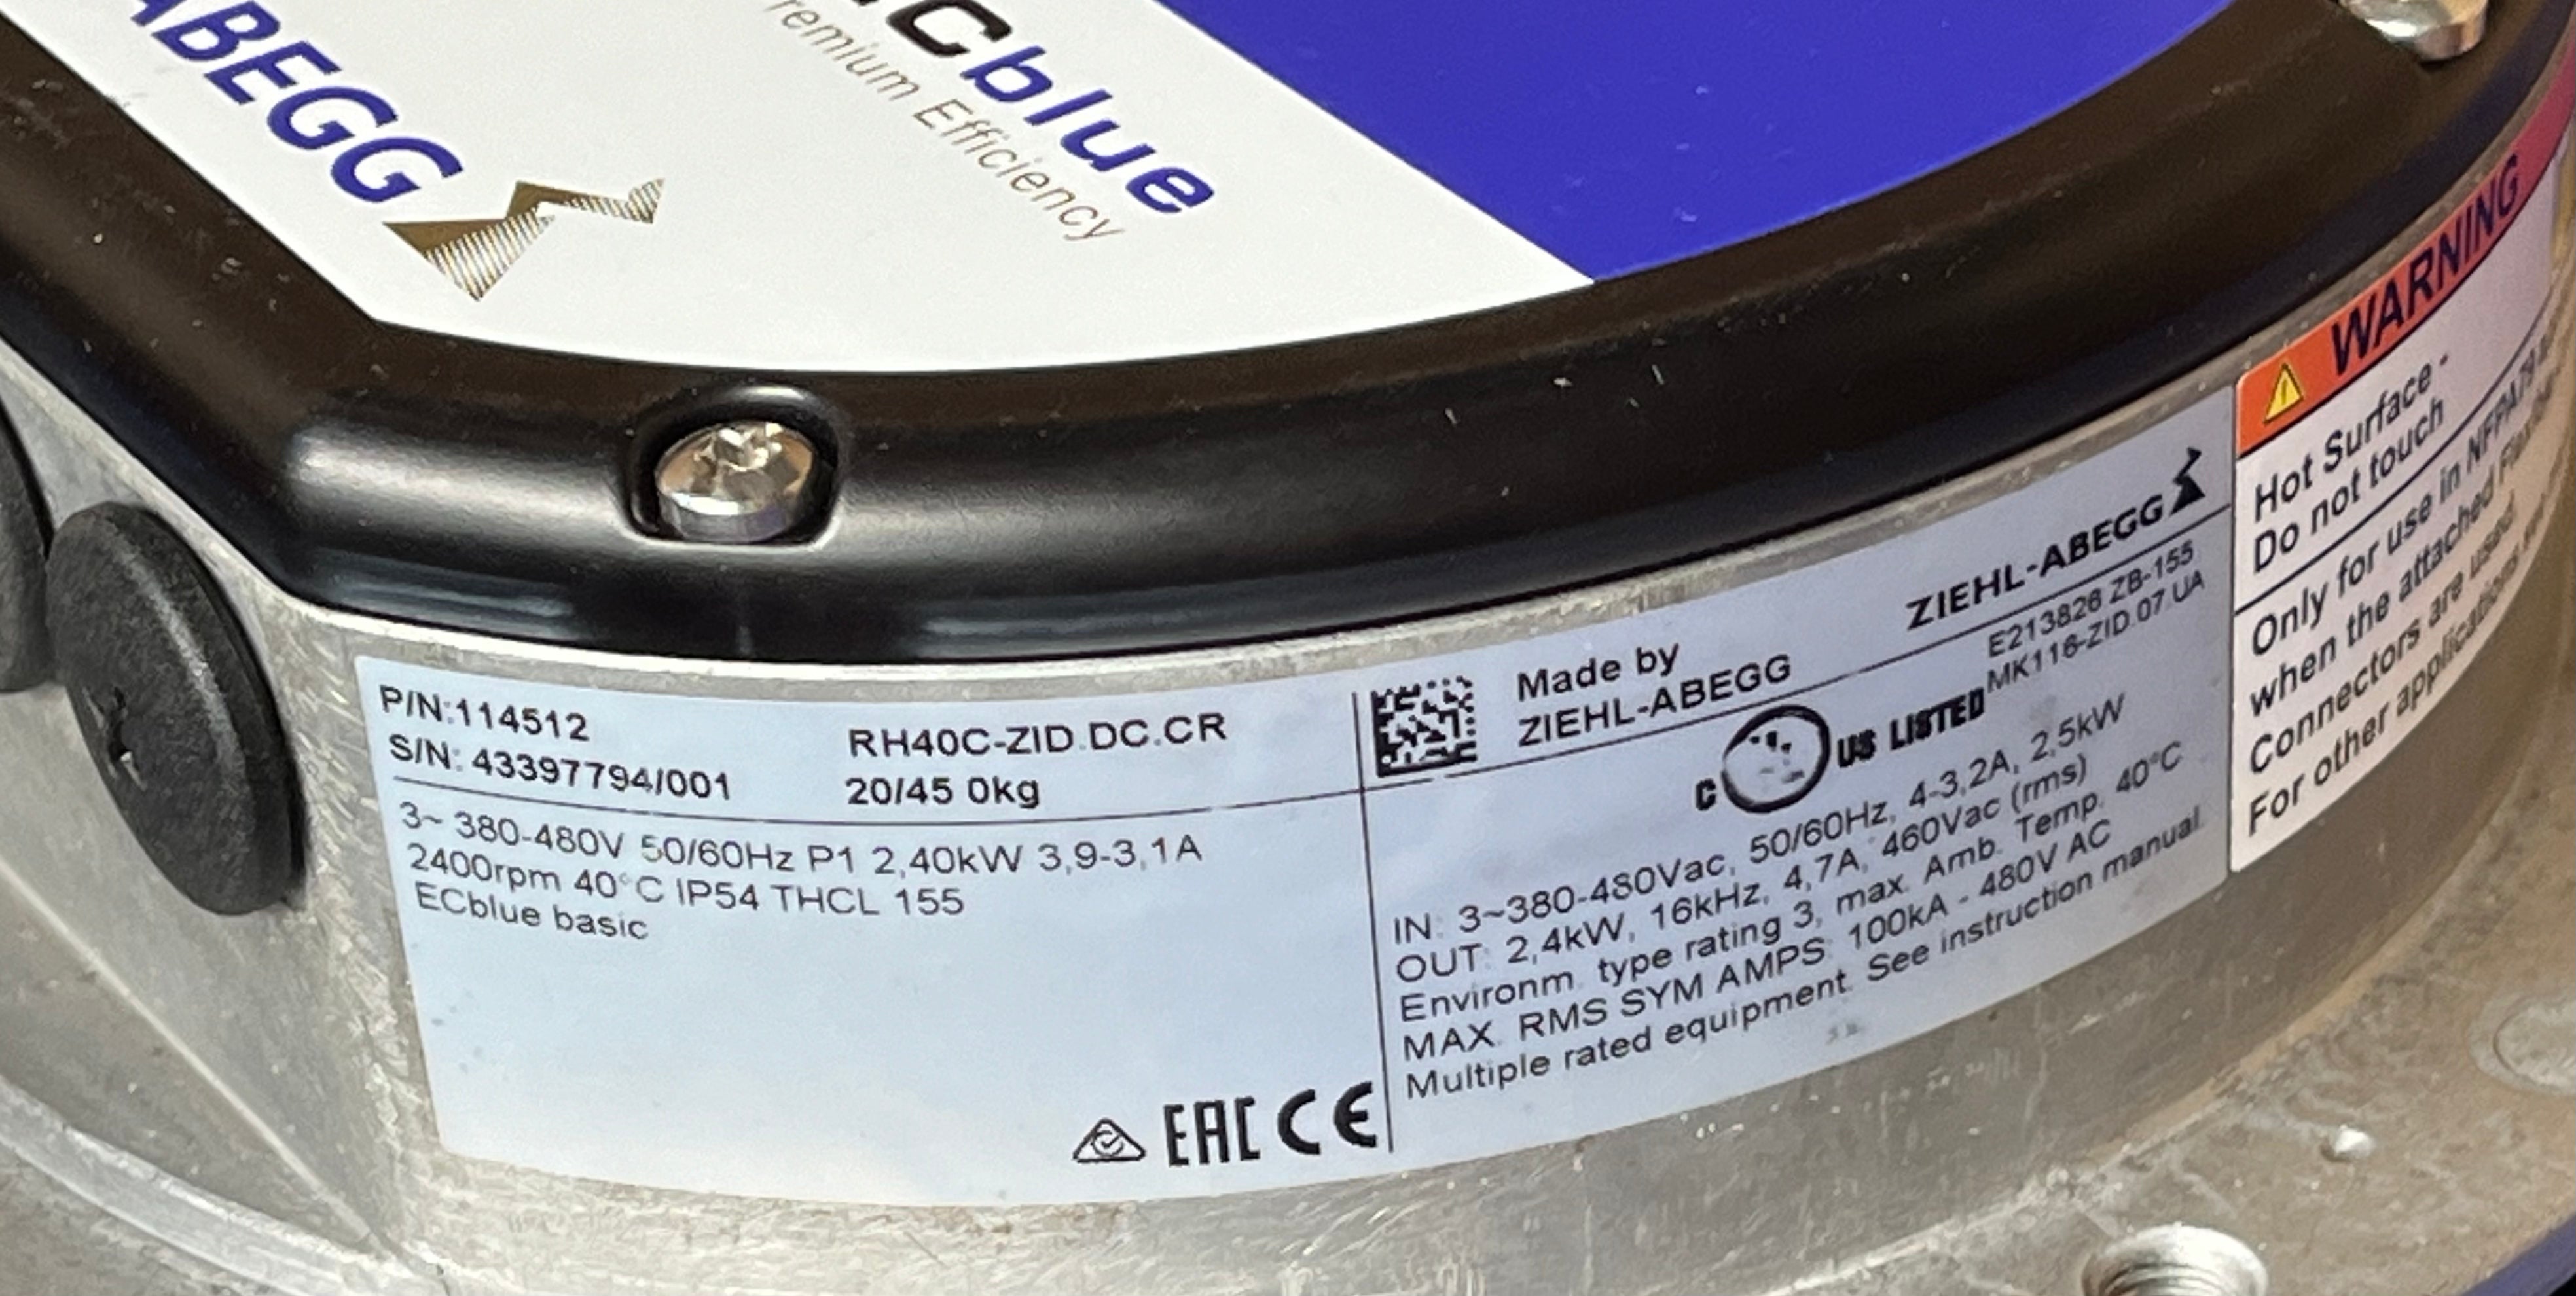 ABEGG
Cblue
remium Efficiency
P/N:114512
S/N: 43397794/001
RH40C-ZID.DC.CR
20/45 0kg
3~ 380-480V 50/60Hz P1 2,40kW 3,9-3,1A
2400rpm 40°C IP54 THCL 155
ECblue basic
EAC CE
Made by
ZIEHL-ABEGG
ZIEHL-ABEGG
E213826 ZB-155
MK116-ZID.07.UA
C US LISTED
IN: 3~380-480Vac, 50/60Hz, 4-3,2A, 2,5kW
OUT: 2,4kW, 16kHz, 4,7A, 460Vac (rms)
Environm. type rating 3, max. Amb. Temp. 40°C
MAX. RMS SYM AMPS: 100kA - 480V AC
Multiple rated equipment. See instruction manual.
WARNING
Hot Surface -
Do not touch
Only for use in NFPA79
when the attached
Connectors are used.
For other applications